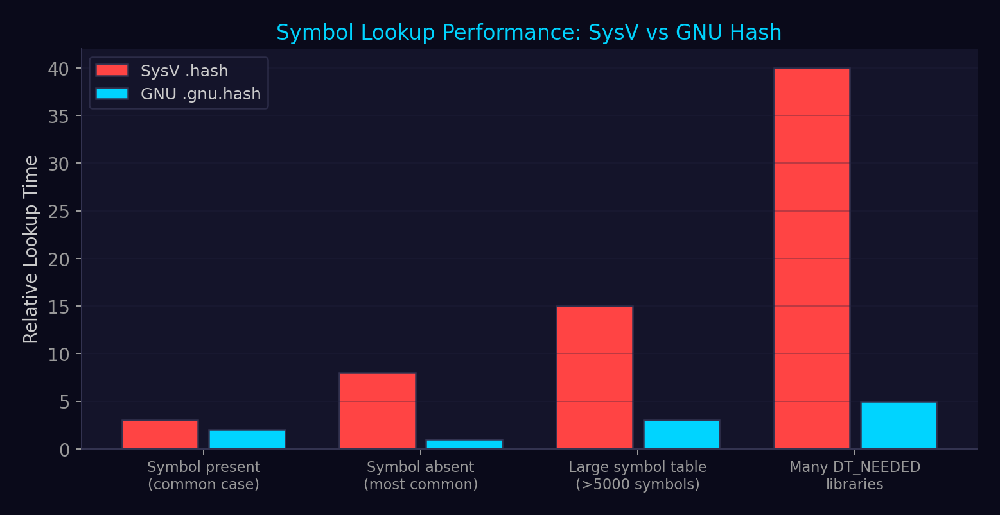 Symbol Lookup Performance: SysV vs GNU Hash
SysV .hash
GNU .gnu.hash
Relative Lookup Time
40
35
30
25
20
15
10
5
0
Symbol present
(common case)
Symbol absent
(most common)
Large symbol table
(>5000 symbols)
Many DT_NEEDED
libraries